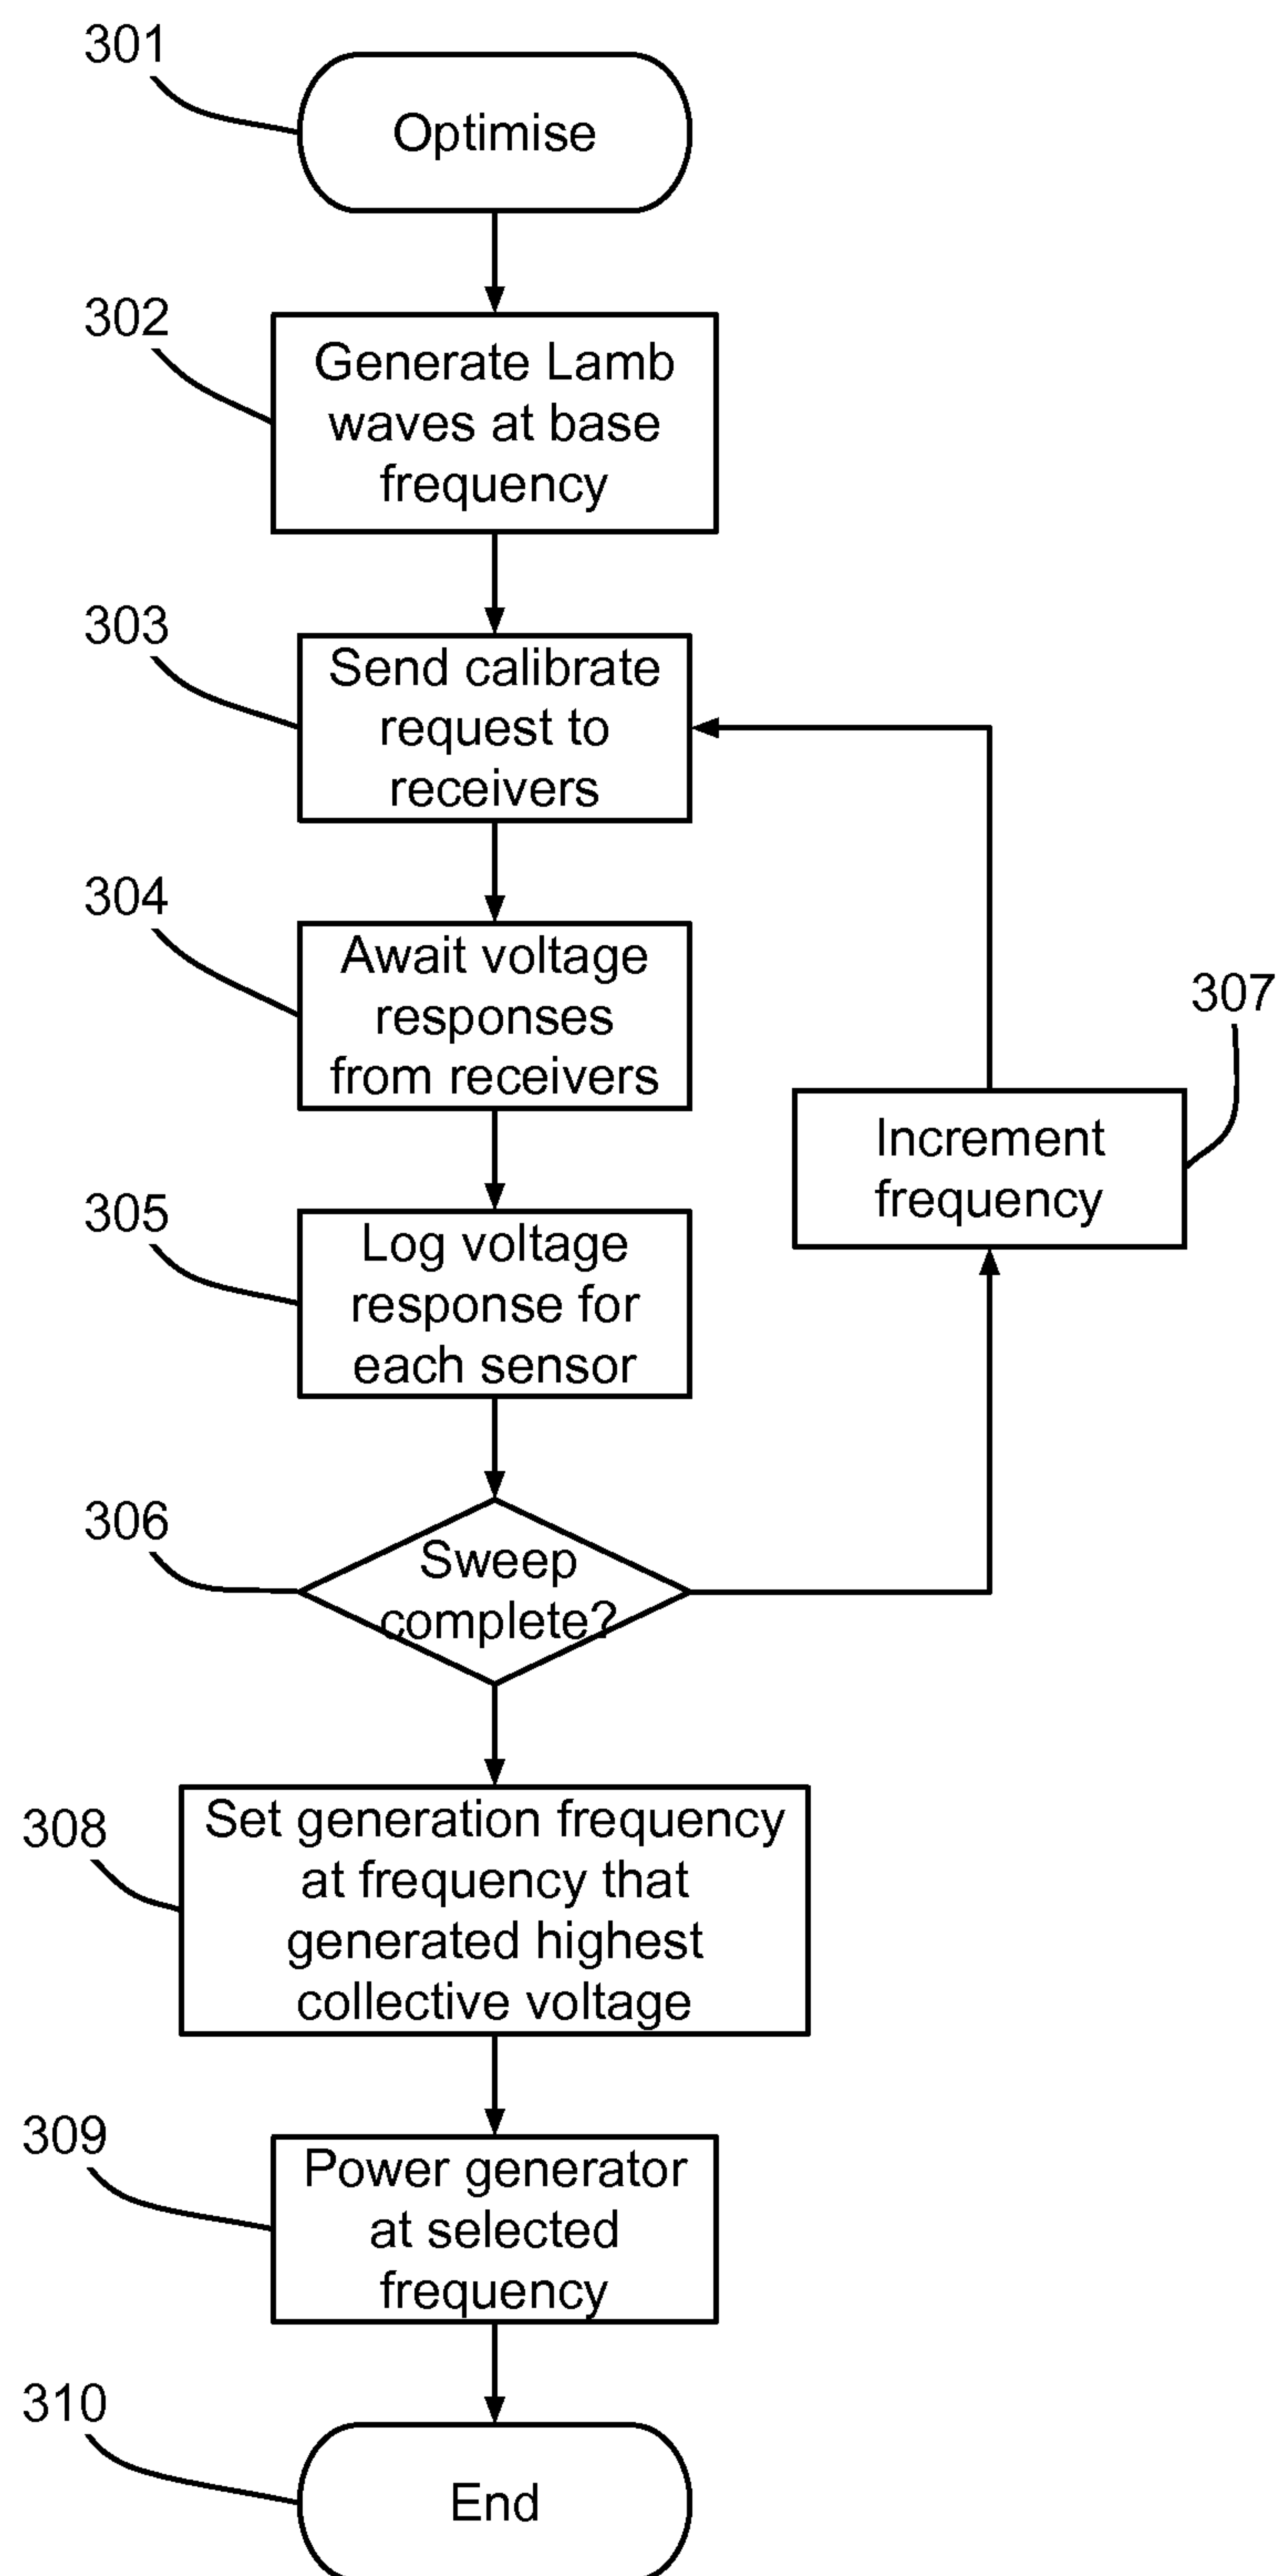 301
Optimise
302
Generate Lamb
waves at base
frequency
303
Send calibrate
request to
receivers
304
Await voltage
responses
from receivers
307
Increment
frequency
305
Log voltage
response for
each sensor
306
Sweep
complete?
308
Set generation frequency
at frequency that
generated highest
collective voltage
309
Power generator
at selected
frequency
310
End